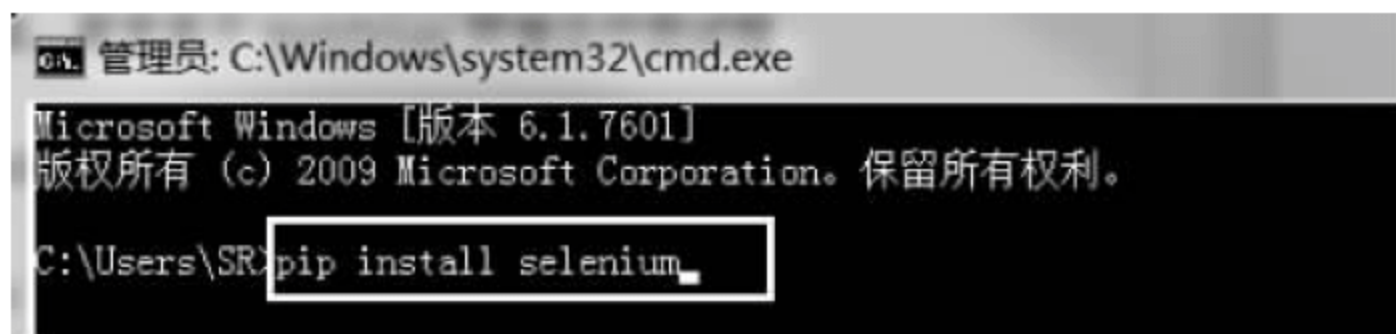 管理员: C:\Windows\system32\cmd.exe
Microsoft Windows [版本 6.1.7601]
版权所有 (c) 2009 Microsoft Corporation。保留所有权利。
C:\Users\SR>pip install selenium